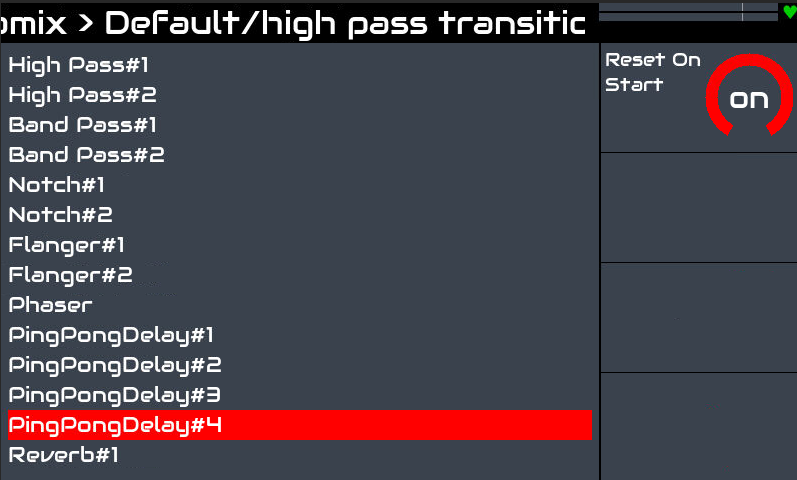 omix > Default/high pass transitic
Reset On
Start
on
High Pass#1
High Pass#2
Band Pass#1
Band Pass#2
Notch#1
Notch#2
Flanger#1
Flanger#2
Phaser
PingPongDelay#1
PingPongDelay#2
PingPongDelay#3
PingPongDelay#4
Reverb#1